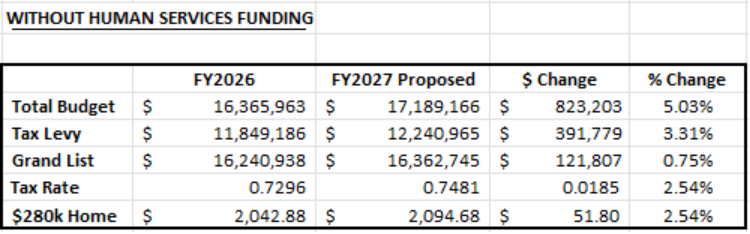 WITHOUT HUMAN SERVICES FUNDING
FY2026 FY2027 Proposed $ Change % Change
Total Budget $ 16,365,963 $ 17,189,166 $ 823,203 5.03%
Tax Levy $ 11,849,186 $ 12,240,965 $ 391,779 3.31%
Grand List $ 16,240,938 $ 16,362,745 $ 121,807 0.75%
Tax Rate 0.7296 0.7481 0.0185 2.54%
$280k Home $ 2,042.88 $ 2,094.68 $ 51.80 2.54%